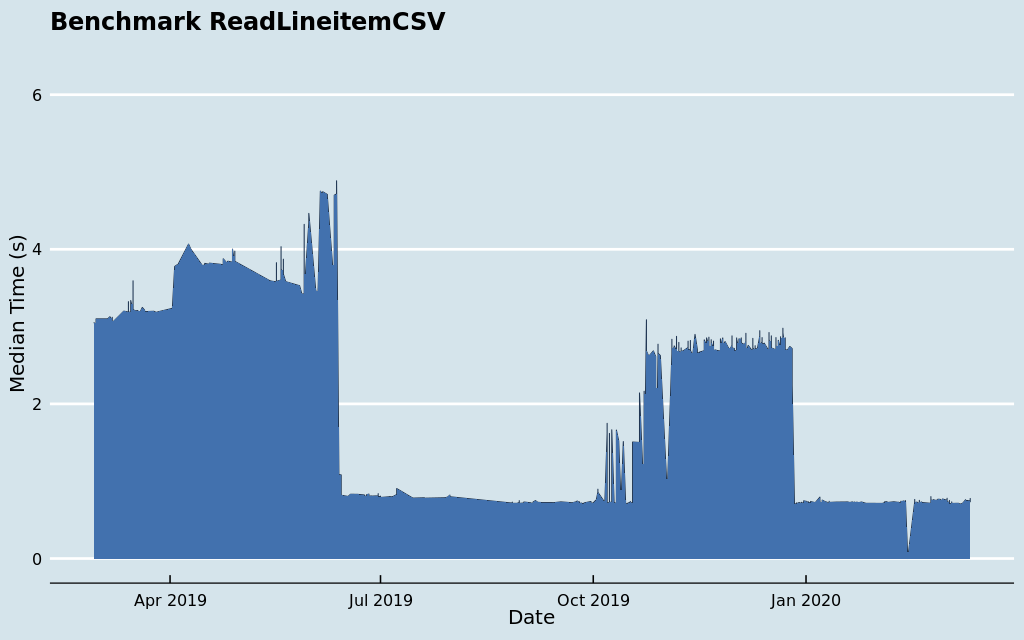 Benchmark ReadLineitemCSV
Median Time (s)
6
4
2
0
Apr 2019
Jul 2019
Oct 2019
Jan 2020
Date